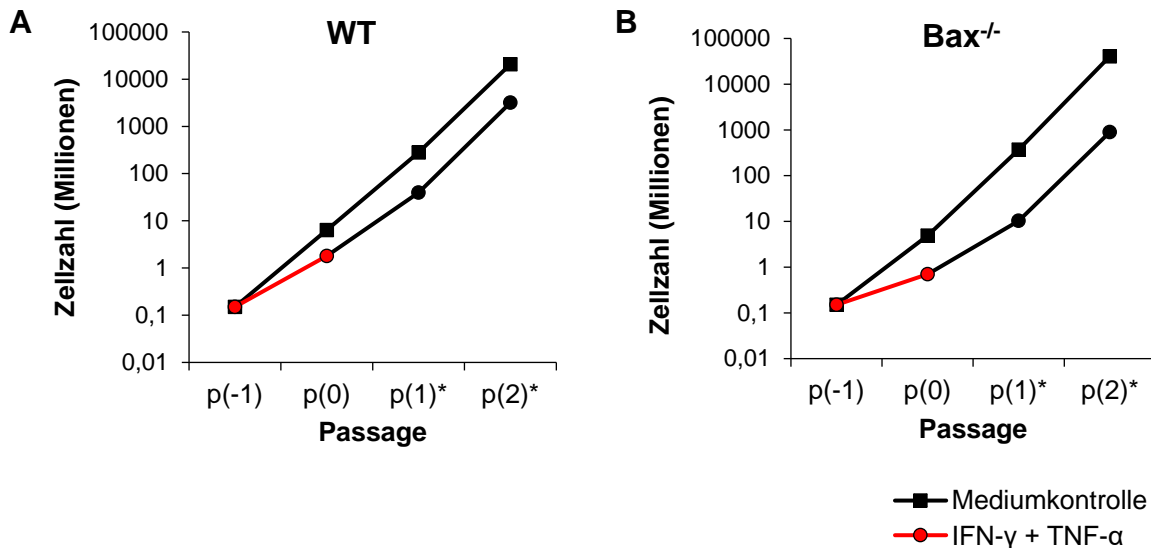 A
WT
Zellzahl (Millionen)
100000
10000
1000
100
10
1
0,1
0,01
p(-1) p(0) p(1)* p(2)*
Passage
B
Bax-/-
Zellzahl (Millionen)
100000
10000
1000
100
10
1
0,1
0,01
p(-1) p(0) p(1)* p(2)*
Passage
Mediumkontrolle
IFN-γ + TNF-α